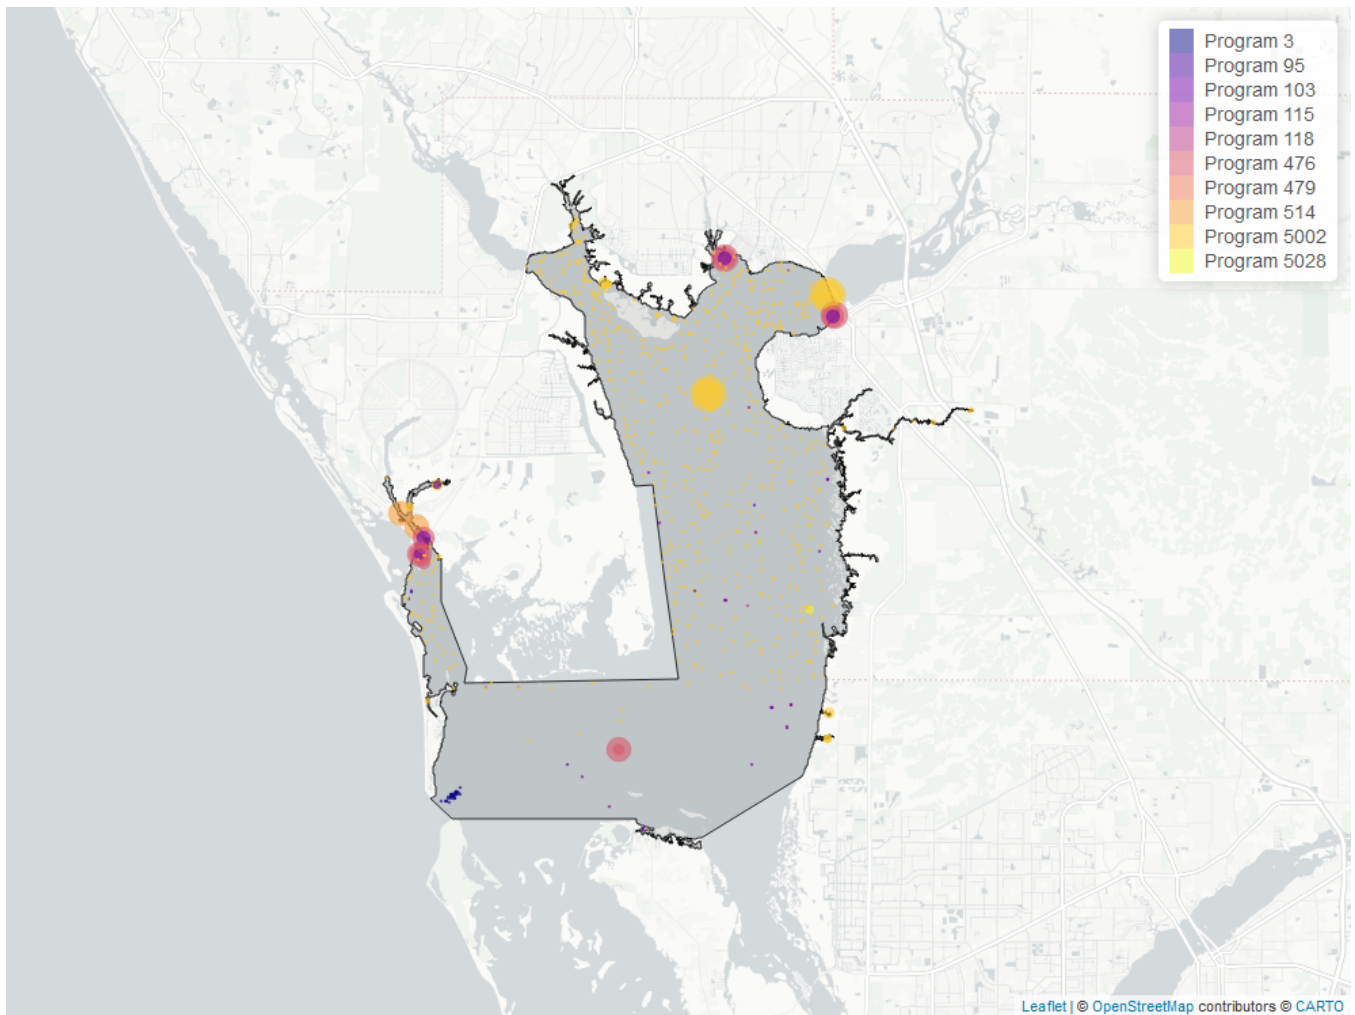 Program 3
Program 95
Program 103
Program 115
Program 118
Program 476
Program 479
Program 514
Program 5002
Program 5028
Leaflet | © OpenStreetMap contributors © CARTO